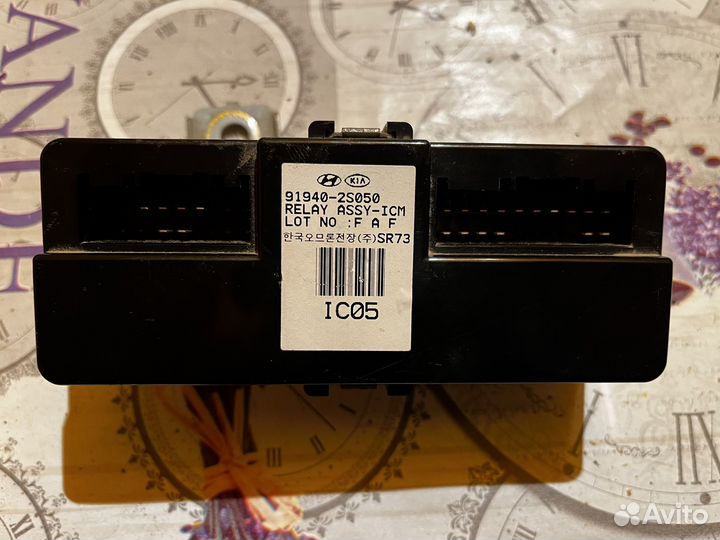 KIA
91940-2S050
RELAY ASSY-ICM
LOT NO :F A F
한국오므론전장(주)SR73
IC05
Avito